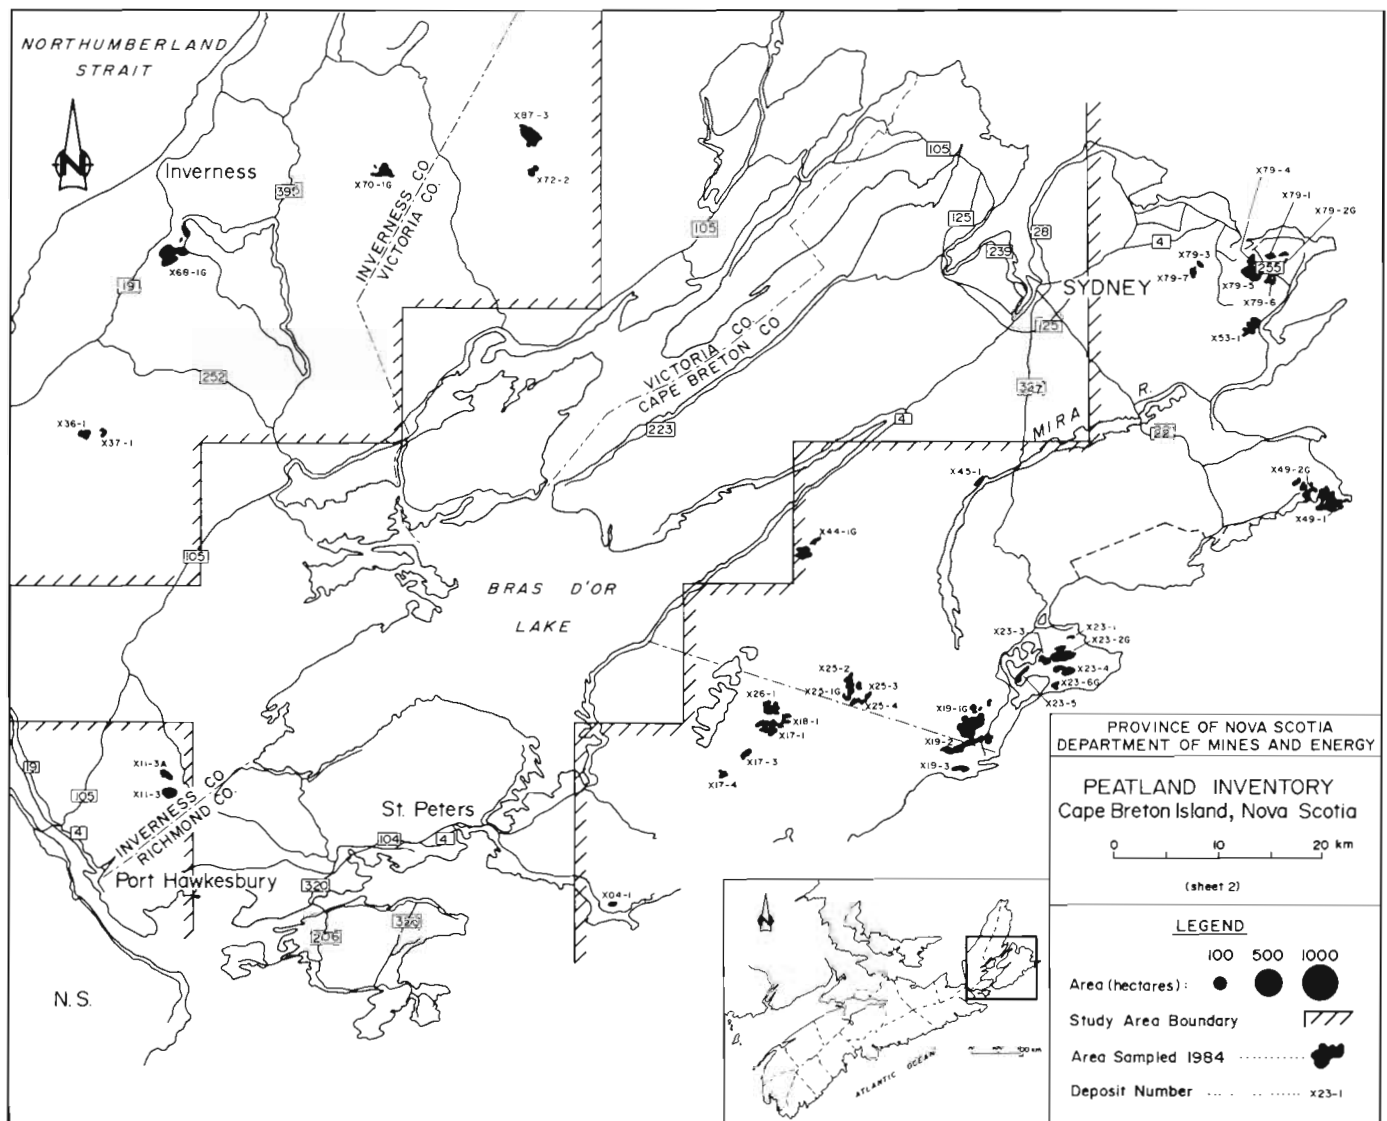 NORTHUMBERLAND
STRAIT
N
Inverness
395
X70-1G
X87-3
X72-2
INVERNESS CO.
VICTORIA CO.
X68-1G
19
252
X36-1
X37-1
105
105
105
125
28
239
4
SYDNEY
125
327
VICTORIA CO.
CAPE BRETON CO
223
4
MIRA R.
22
X79-4
X79-1
X79-2G
X79-3
X79-7
255
X79-5
X79-6
X53-1
X45-1
X49-2G
X49-1
X44-1G
BRAS D'OR
LAKE
X23-3
X23-1
X23-2G
X23-4
X23-6G
X23-5
X25-2
X25-1G
X25-3
X25-4
X26-1
X18-1
X17-1
X17-3
X17-4
X19-1G
X19-2
X19-3
19
105
4
X11-3A
X11-3
INVERNESS CO.
RICHMOND CO.
Port Hawkesbury
St. Peters
104
4
320
206
X04-1
N.S.
PROVINCE OF NOVA SCOTIA
DEPARTMENT OF MINES AND ENERGY
PEATLAND INVENTORY
Cape Breton Island, Nova Scotia
0 10 20 km
(sheet 2)
LEGEND
100 500 1000
Area (hectares):
Study Area Boundary
Area Sampled 1984
Deposit Number X23-1
N
ATLANTIC OCEAN